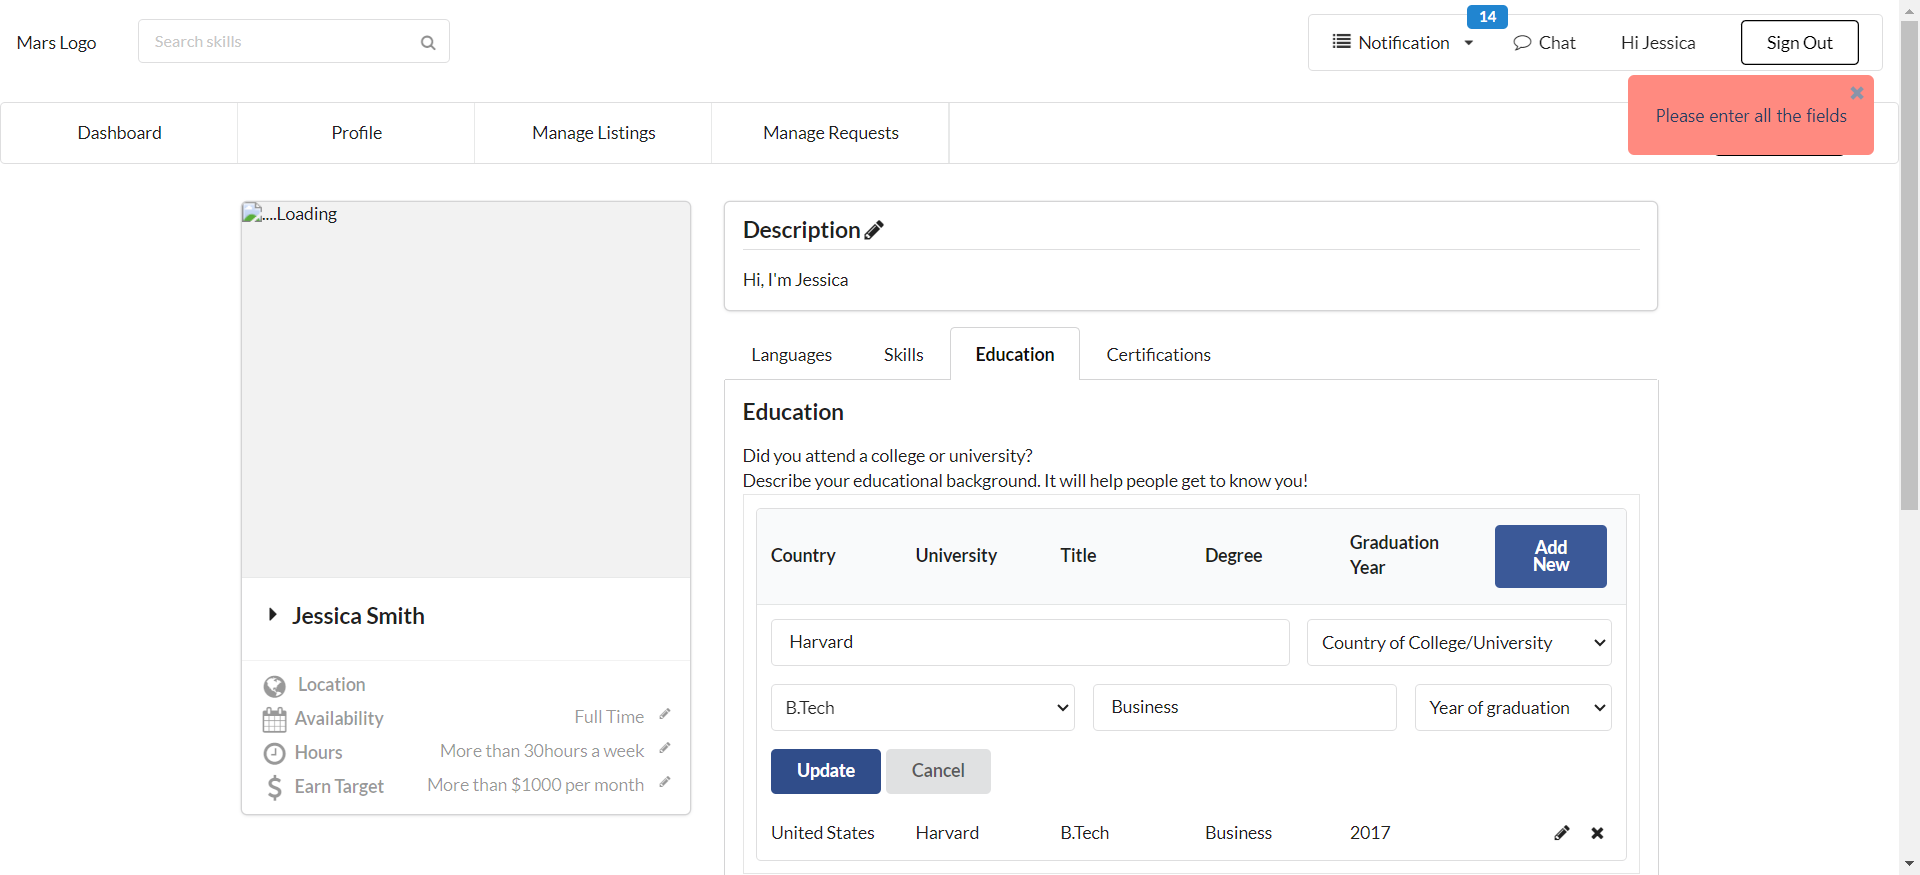 Mars Logo
Search skills
Notification
14
Chat
Hi Jessica
Sign Out
Please enter all the fields
Dashboard
Profile
Manage Listings
Manage Requests
....Loading
Jessica Smith
Location
Availability
Full Time
Hours
More than 30hours a week
Earn Target
More than $1000 per month
Description
Hi, I'm Jessica
Languages
Skills
Education
Certifications
Education
Did you attend a college or university?
Describe your educational background. It will help people get to know you!
Country
University
Title
Degree
Graduation
Year
Add
New
Harvard
Country of College/University
B.Tech
Business
Year of graduation
Update
Cancel
United States
Harvard
B.Tech
Business
2017